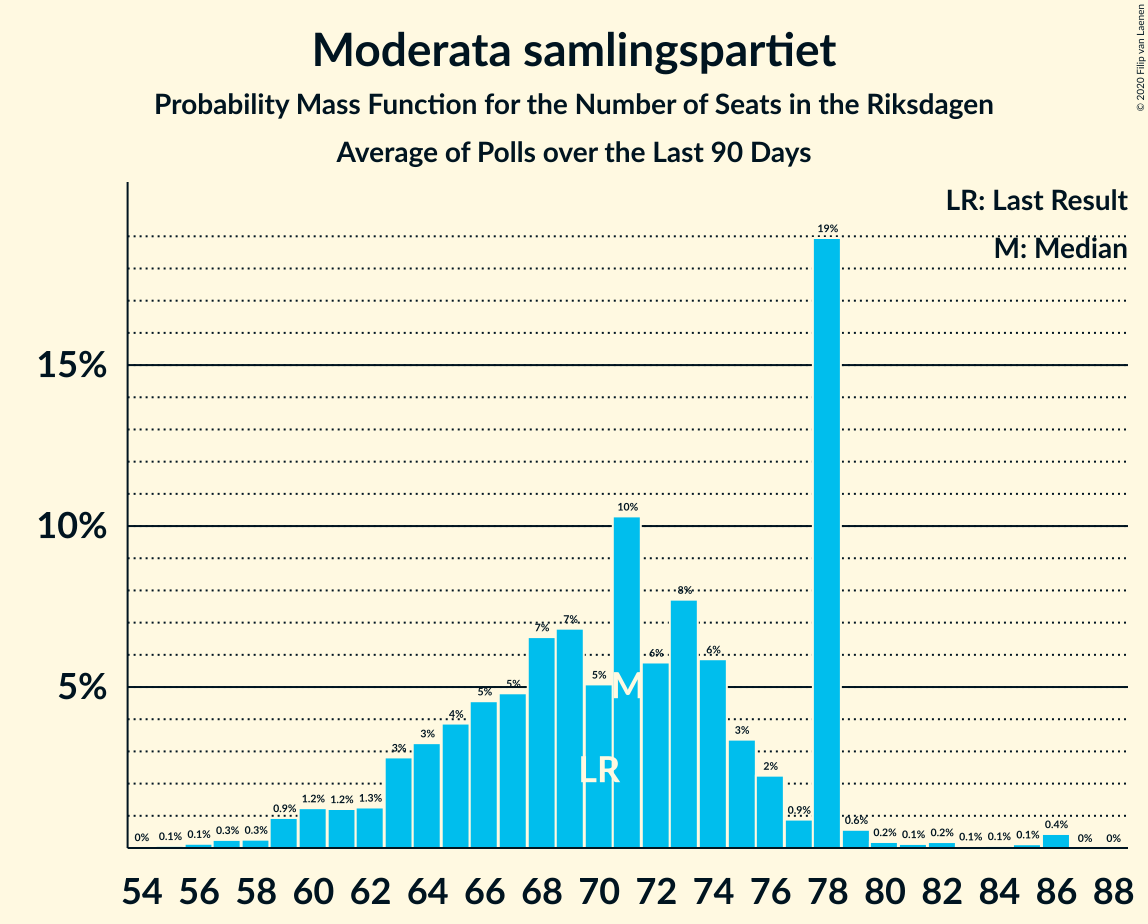 Moderata samlingspartiet
Probability Mass Function for the Number of Seats in the Riksdagen
Average of Polls over the Last 90 Days
© 2020 Filip van Laenen
LR: Last Result
M: Median
15%
10%
5%
0% 0.1% 0.1% 0.3% 0.3% 0.9% 1.2% 1.2% 1.3% 3% 3% 4% 5% 5% 7% 7% 5% 10% 6% 8% 6% 3% 2% 0.9% 19% 0.6% 0.2% 0.1% 0.2% 0.1% 0.1% 0.1% 0.4% 0% 0%
M
LR
54 56 58 60 62 64 66 68 70 72 74 76 78 80 82 84 86 88